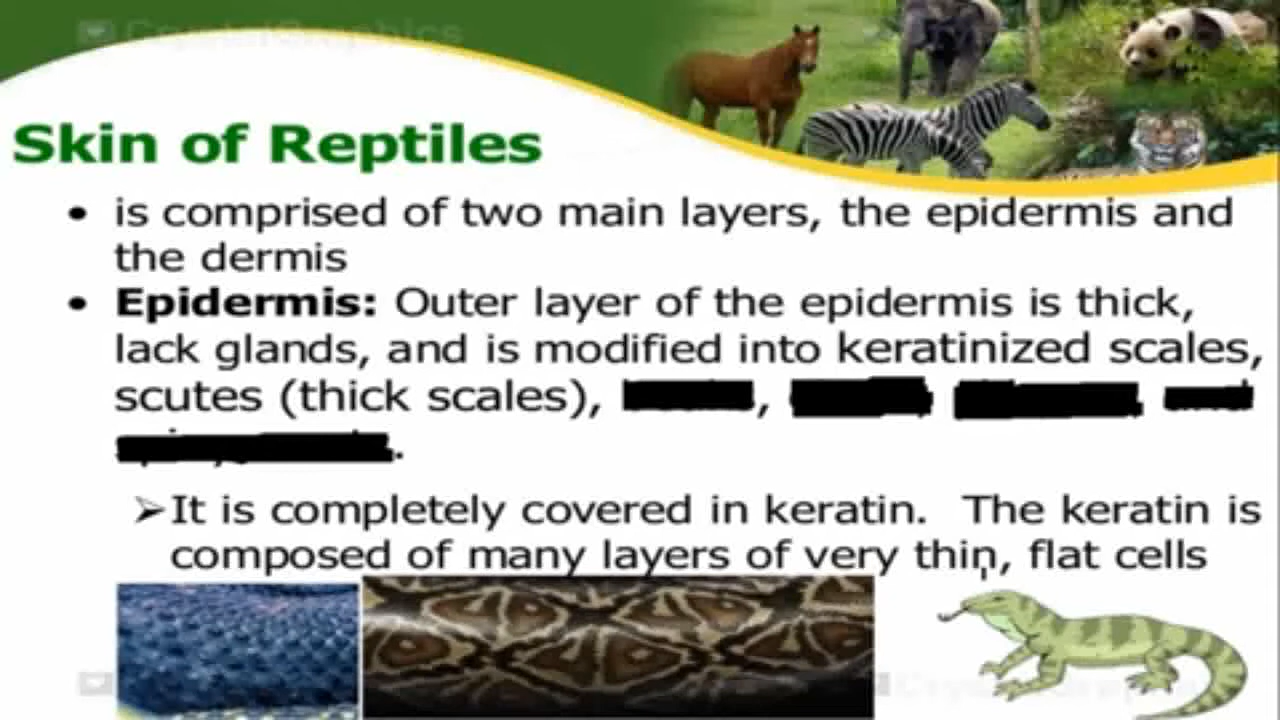 Skin of Reptiles
• is comprised of two main layers, the epidermis and
the dermis
• Epidermis: Outer layer of the epidermis is thick,
lack glands, and is modified into keratinized scales,
scutes (thick scales), , 
.
➢It is completely covered in keratin. The keratin is
composed of many layers of very thin, flat cells